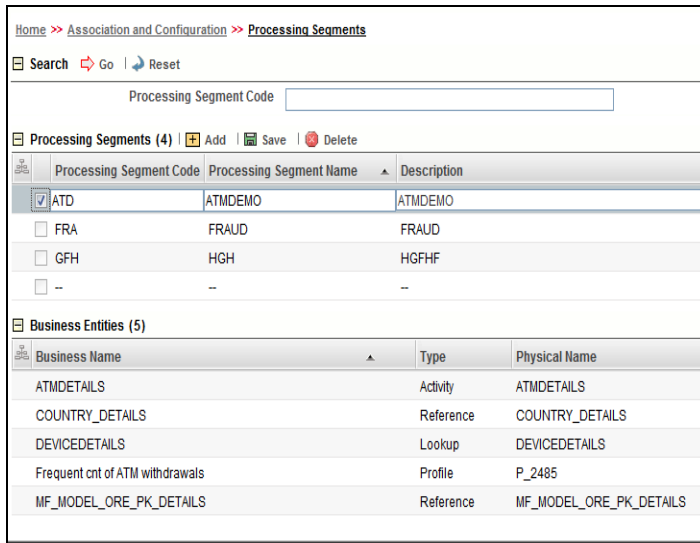 Home >> Association and Configuration >> Processing Segments
Search Go | Reset
Processing Segment Code
Processing Segments (4) | Add | Save | Delete
Processing Segment Code Processing Segment Name Description
ATD ATMDEMO ATMDEMO
FRA FRAUD FRAUD
GFH HGH HGFHF
-- -- --
Business Entities (5)
Business Name Type Physical Name
ATMDETAILS Activity ATMDETAILS
COUNTRY_DETAILS Reference COUNTRY_DETAILS
DEVICEDETAILS Lookup DEVICEDETAILS
Frequent cnt of ATM withdrawals Profile P_2485
MF_MODEL_ORE_PK_DETAILS Reference MF_MODEL_ORE_PK_DETAILS